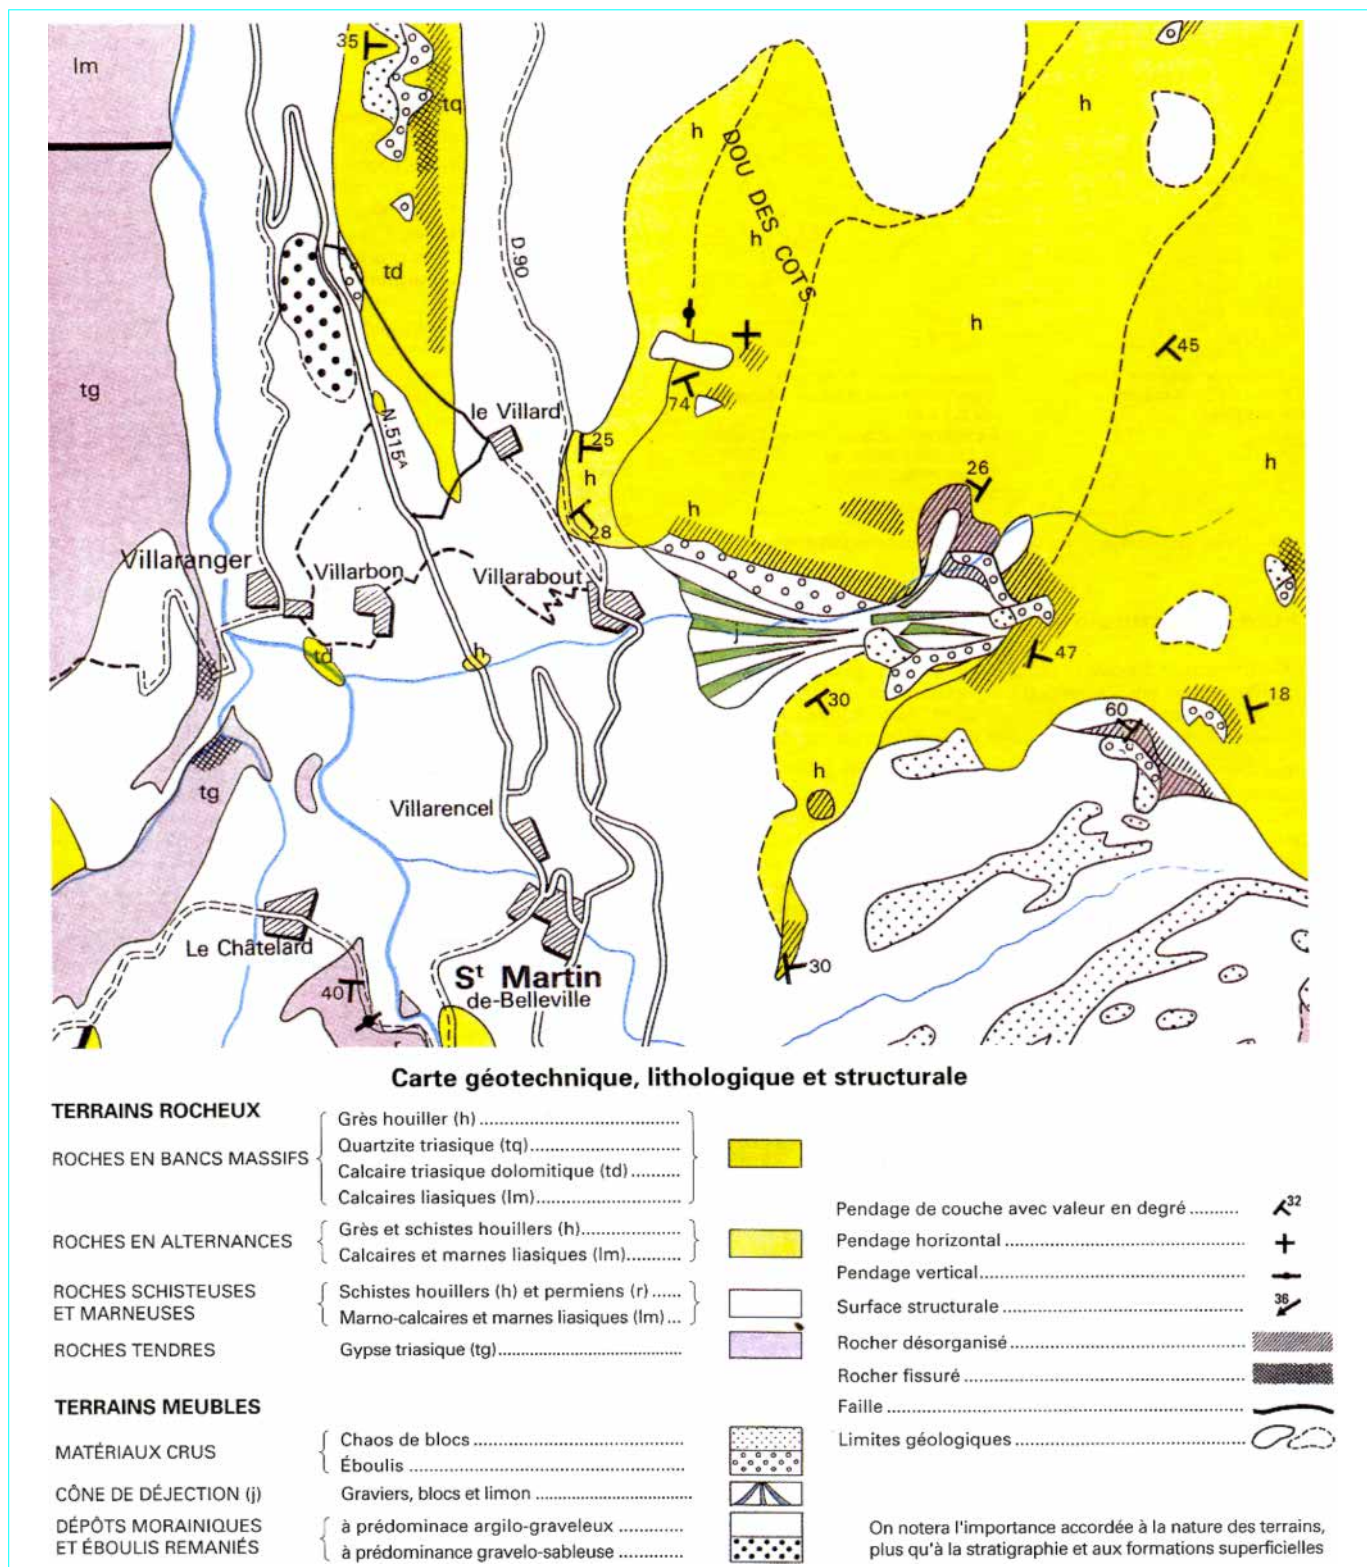 35
lm
tq
h
h
DOU DES COTS
h
D.90
td
h
45
tg
74
le Villard
N.515A
25
h
26
h
h
28
Villaranger
Villarbon
Villarabout
td
h
j
47
30
18
60
h
tg
Villarencel
Le Châtelard
St Martin
de-Belleville
40
30
r
Carte géotechnique, lithologique et structurale
TERRAINS ROCHEUX
ROCHES EN BANCS MASSIFS
Grès houiller (h)
Quartzite triasique (tq)
Calcaire triasique dolomitique (td)
Calcaires liasiques (lm)
ROCHES EN ALTERNANCES
Grès et schistes houillers (h)
Calcaires et marnes liasiques (lm)
ROCHES SCHISTEUSES
ET MARNEUSES
Schistes houillers (h) et permiens (r)
Marno-calcaires et marnes liasiques (lm)
ROCHES TENDRES
Gypse triasique (tg)
TERRAINS MEUBLES
MATÉRIAUX CRUS
Chaos de blocs
Éboulis
CÔNE DE DÉJECTION (j)
Graviers, blocs et limon
DÉPÔTS MORAINIQUES
ET ÉBOULIS REMANIÉS
à prédominace argilo-graveleux
à prédominance gravelo-sableuse
Pendage de couche avec valeur en degré
32
Pendage horizontal
Pendage vertical
Surface structurale
36
Rocher désorganisé
Rocher fissuré
Faille
Limites géologiques
On notera l'importance accordée à la nature des terrains,
plus qu'à la stratigraphie et aux formations superficielles